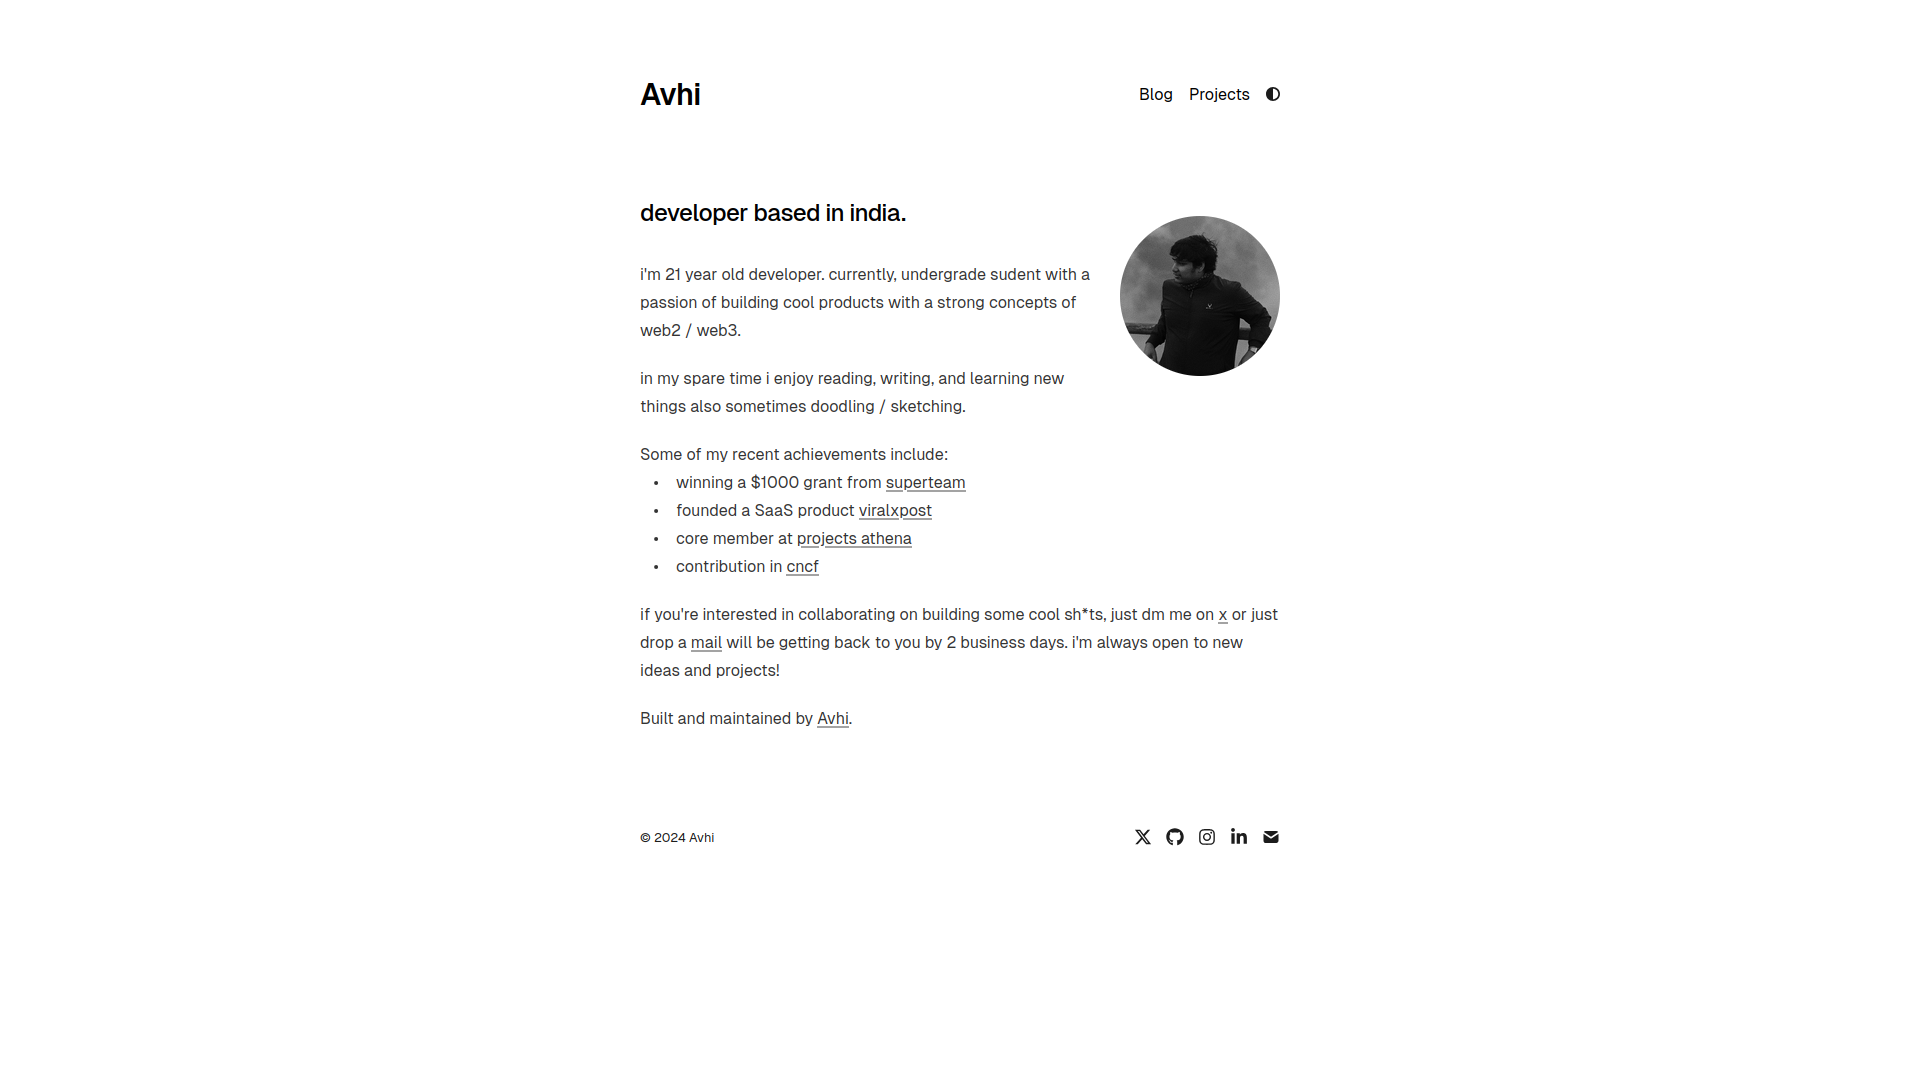 Avhi
Blog Projects
developer based in india.
i'm 21 year old developer. currently, undergrade sudent with a
passion of building cool products with a strong concepts of
web2 / web3.
in my spare time i enjoy reading, writing, and learning new
things also sometimes doodling / sketching.
Some of my recent achievements include:
• winning a $1000 grant from superteam
• founded a SaaS product viralxpost
• core member at projects athena
• contribution in cncf
if you're interested in collaborating on building some cool sh*ts, just dm me on x or just
drop a mail will be getting back to you by 2 business days. i'm always open to new
ideas and projects!
Built and maintained by Avhi.
© 2024 Avhi